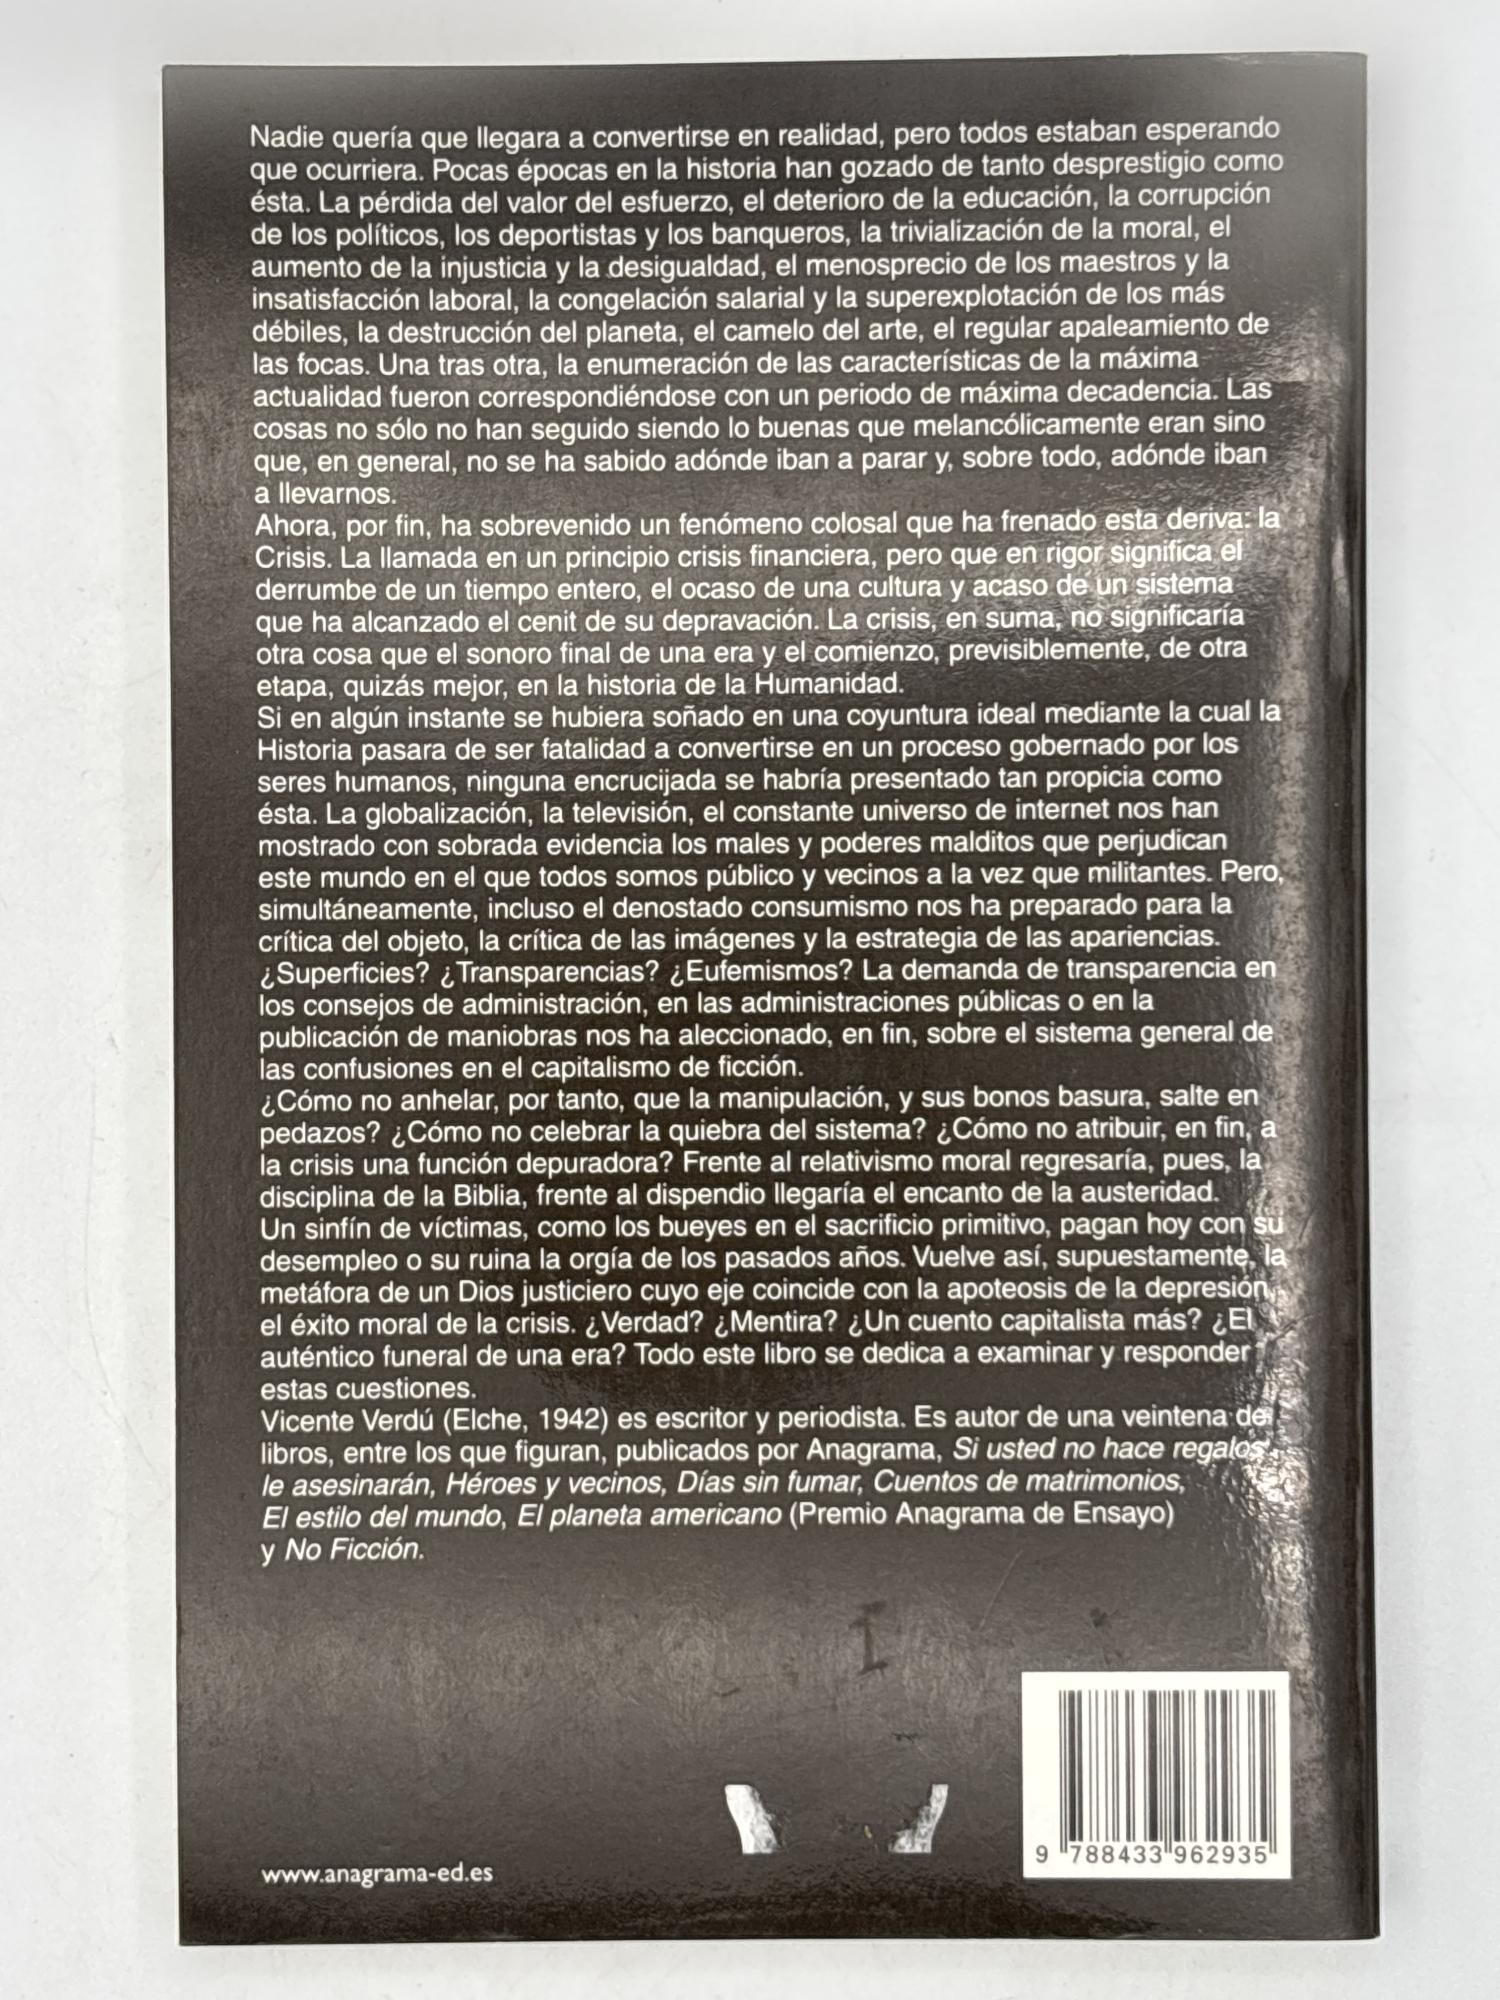 Nadie quería que llegara a convertirse en realidad, pero todos estaban esperando
que ocurriera. Pocas épocas en la historia han gozado de tanto desprestigio como
ésta. La pérdida del valor del esfuerzo, el deterioro de la educación, la corrupción
de los políticos, los deportistas y los banqueros, la trivialización de la moral, el
aumento de la injusticia y la desigualdad, el menosprecio de los maestros y la
insatisfacción laboral, la congelación salarial y la superexplotación de los más
débiles, la destrucción del planeta, el camelo del arte, el regular apaleamiento de
las focas. Una tras otra, la enumeración de las características de la máxima
actualidad fueron correspondiéndose con un periodo de máxima decadencia. Las
cosas no sólo no han seguido siendo lo buenas que melancólicamente eran sino
que, en general, no se ha sabido adónde iban a parar y, sobre todo, adónde iban
a llevarnos.
Ahora, por fin, ha sobrevenido un fenómeno colosal que ha frenado esta deriva: la
Crisis. La llamada en un principio crisis financiera, pero que en rigor significa el
derrumbe de un tiempo entero, el ocaso de una cultura y acaso de un sistema
que ha alcanzado el cenit de su depravación. La crisis, en suma, no significaría
otra cosa que el sonoro final de una era y el comienzo, previsiblemente, de otra
etapa, quizás mejor, en la historia de la Humanidad.
Si en algún instante se hubiera soñado en una coyuntura ideal mediante la cual la
Historia pasara de ser fatalidad a convertirse en un proceso gobernado por los
seres humanos, ninguna encrucijada se habría presentado tan propicia como
ésta. La globalización, la televisión, el constante universo de internet nos han
mostrado con sobrada evidencia los males y poderes malditos que perjudican
este mundo en el que todos somos público y vecinos a la vez que militantes. Pero,
simultáneamente, incluso el denostado consumismo nos ha preparado para la
crítica del objeto, la crítica de las imágenes y la estrategia de las apariencias.
¿Superficies? ¿Transparencias? ¿Eufemismos? La demanda de transparencia en
los consejos de administración, en las administraciones públicas o en la
publicación de maniobras nos ha aleccionado, en fin, sobre el sistema general de
las confusiones en el capitalismo de ficción.
¿Cómo no anhelar, por tanto, que la manipulación, y sus bonos basura, salte en
pedazos? ¿Cómo no celebrar la quiebra del sistema? ¿Cómo no atribuir, en fin, a
la crisis una función depuradora? Frente al relativismo moral regresaría, pues, la
disciplina de la Biblia, frente al dispendio llegaría el encanto de la austeridad.
Un sinfín de víctimas, como los bueyes en el sacrificio primitivo, pagan hoy con su
desempleo o su ruina la orgía de los pasados años. Vuelve así, supuestamente, la
metáfora de un Dios justiciero cuyo eje coincide con la apoteosis de la depresión,
el éxito moral de la crisis. ¿Verdad? ¿Mentira? ¿Un cuento capitalista más? ¿El
auténtico funeral de una era? Todo este libro se dedica a examinar y responder
estas cuestiones.
Vicente Verdú (Elche, 1942) es escritor y periodista. Es autor de una veintena de
libros, entre los que figuran, publicados por Anagrama, Si usted no hace regalos
le asesinarán, Héroes y vecinos, Días sin fumar, Cuentos de matrimonios,
El estilo del mundo, El planeta americano (Premio Anagrama de Ensayo)
y No Ficción.
www.anagrama-ed.es
9 788433 962935